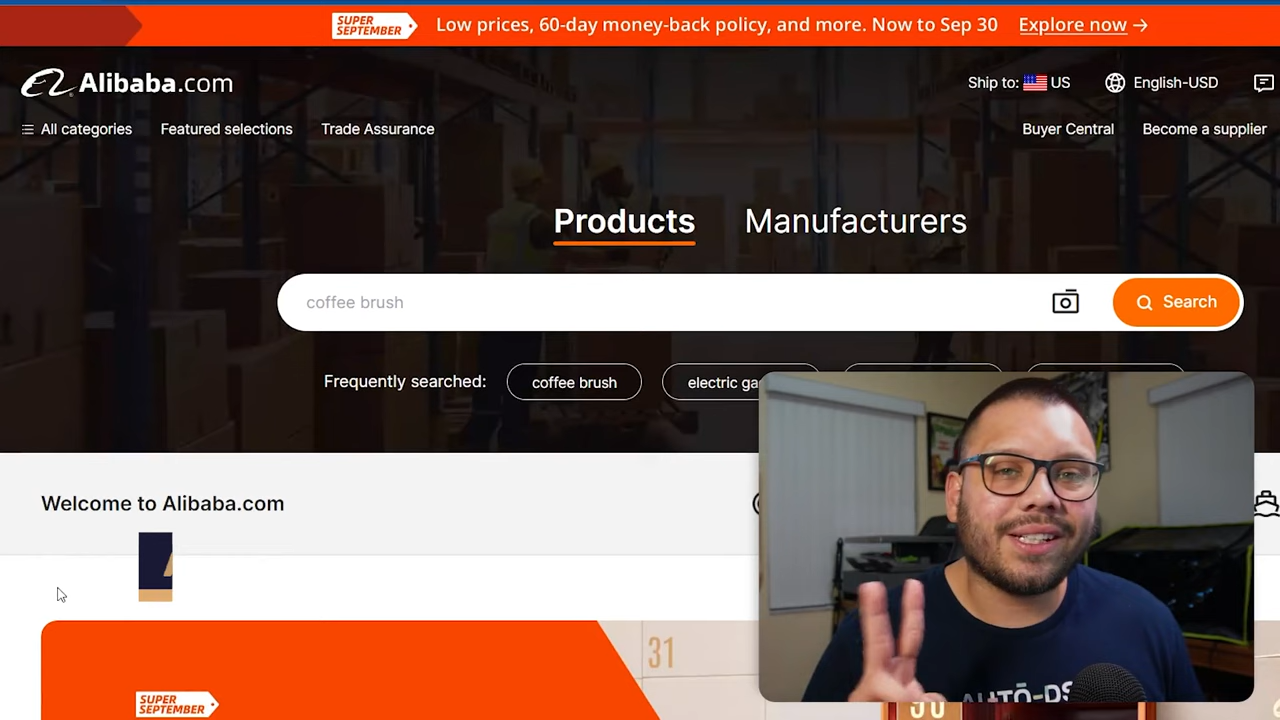 SUPER SEPTEMBER
Low prices, 60-day money-back policy, and more. Now to Sep 30 Explore now →
Alibaba.com
Ship to: US English-USD
All categories Featured selections Trade Assurance
Buyer Central Become a supplier
Products Manufacturers
coffee brush Search
Frequently searched: coffee brush electric
Welcome to Alibaba.com
31
SUPER SEPTEMBER
30